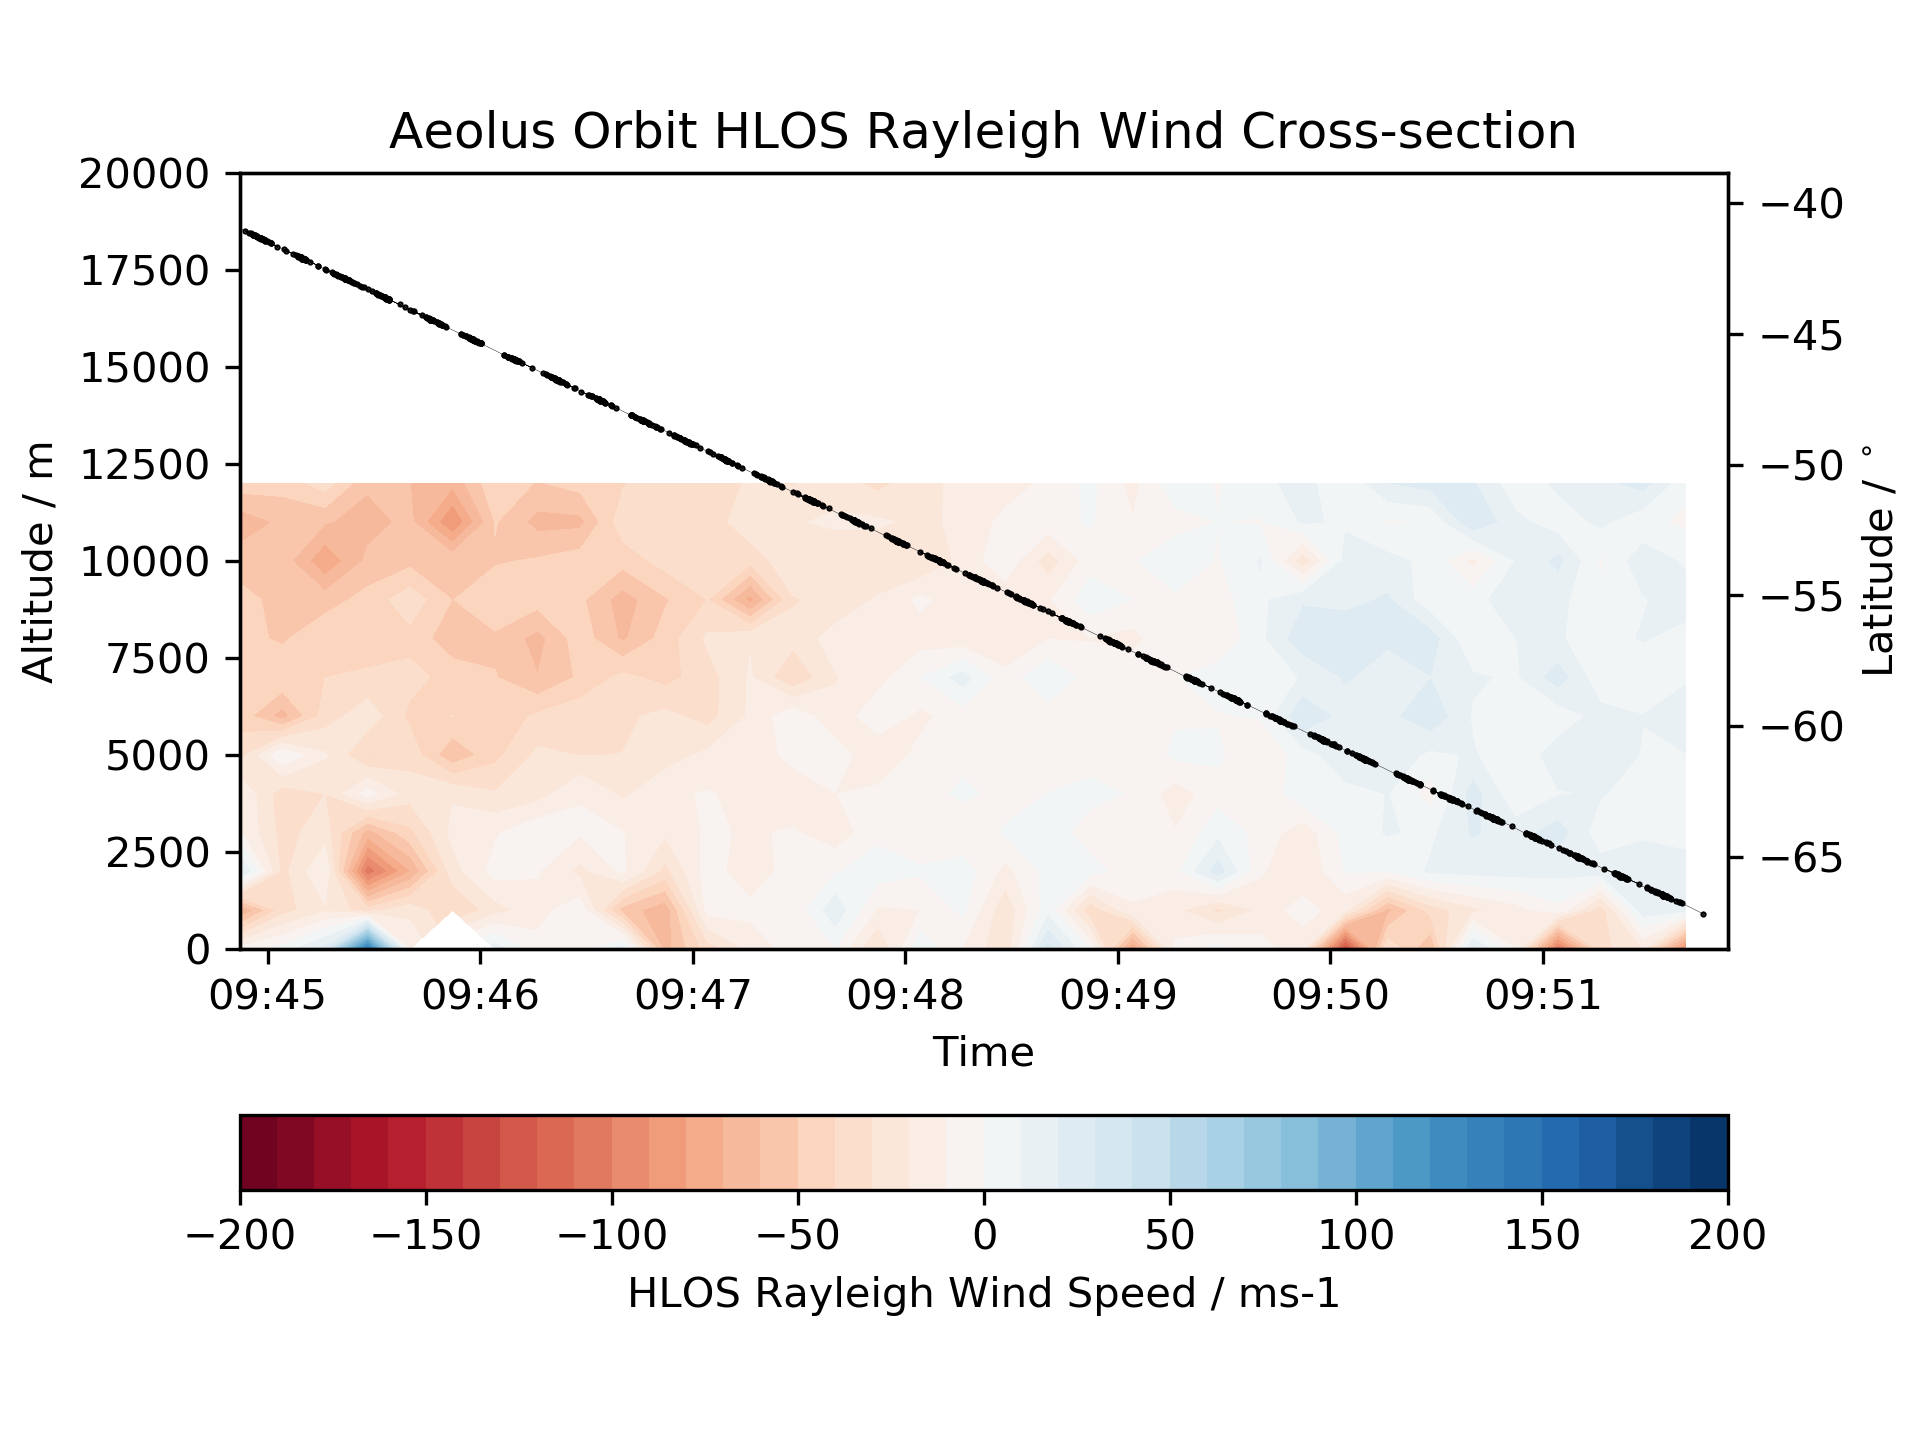 Aeolus Orbit HLOS Rayleigh Wind Cross-section
20000
17500
15000
12500
10000
7500
5000
2500
0
Altitude / m
−40
−45
−50
−55
−60
−65
Latitude / °
09:45 09:46 09:47 09:48 09:49 09:50 09:51
Time
−200 −150 −100 −50 0 50 100 150 200
HLOS Rayleigh Wind Speed / ms-1